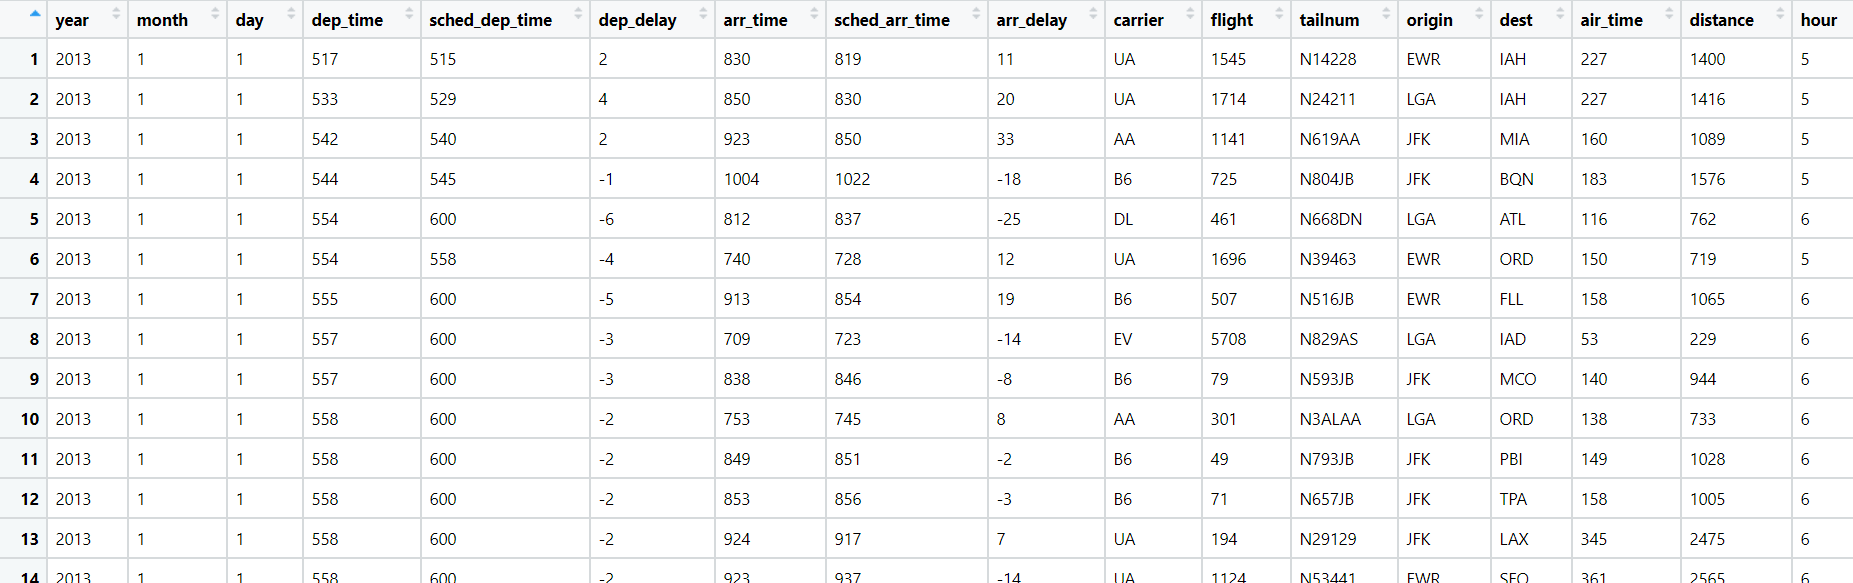 year month day dep_time sched_dep_time dep_delay arr_time sched_arr_time arr_delay carrier flight tailnum origin dest air_time distance hour
1 2013 1 1 517 515 2 830 819 11 UA 1545 N14228 EWR IAH 227 1400 5
2 2013 1 1 533 529 4 850 830 20 UA 1714 N24211 LGA IAH 227 1416 5
3 2013 1 1 542 540 2 923 850 33 AA 1141 N619AA JFK MIA 160 1089 5
4 2013 1 1 544 545 -1 1004 1022 -18 B6 725 N804JB JFK BQN 183 1576 5
5 2013 1 1 554 600 -6 812 837 -25 DL 461 N668DN LGA ATL 116 762 6
6 2013 1 1 554 558 -4 740 728 12 UA 1696 N39463 EWR ORD 150 719 5
7 2013 1 1 555 600 -5 913 854 19 B6 507 N516JB EWR FLL 158 1065 6
8 2013 1 1 557 600 -3 709 723 -14 EV 5708 N829AS LGA IAD 53 229 6
9 2013 1 1 557 600 -3 838 846 -8 B6 79 N593JB JFK MCO 140 944 6
10 2013 1 1 558 600 -2 753 745 8 AA 301 N3ALAA LGA ORD 138 733 6
11 2013 1 1 558 600 -2 849 851 -2 B6 49 N793JB JFK PBI 149 1028 6
12 2013 1 1 558 600 -2 853 856 -3 B6 71 N657JB JFK TPA 158 1005 6
13 2013 1 1 558 600 -2 924 917 7 UA 194 N29129 JFK LAX 345 2475 6
14 2013 1 1 558 600 -2 923 937 -14 UA 1124 N53441 EWR SFO 361 2565 6